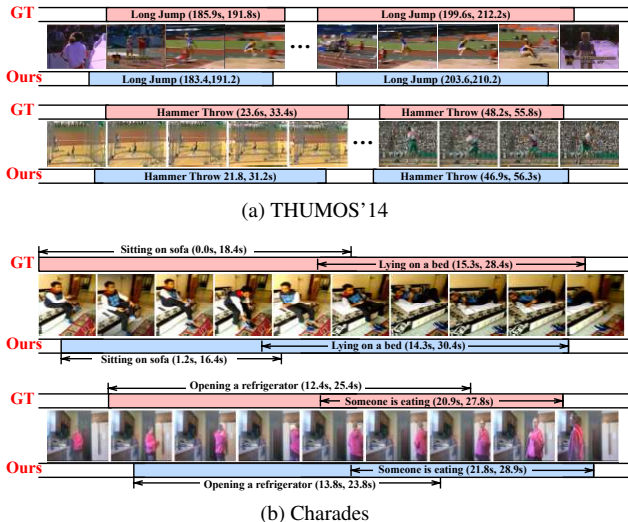 GT Long Jump (185.9s, 191.8s) Long Jump (199.6s, 212.2s)
...
Ours Long Jump (183.4,191.2) Long Jump (203.6,210.2)
GT Hammer Throw (23.6s, 33.4s) Hammer Throw (48.2s, 55.8s)
...
Ours Hammer Throw 21.8, 31.2s) Hammer Throw (46.9s, 56.3s)
(a) THUMOS'14
Sitting on sofa (0.0s, 18.4s)
GT Lying on a bed (15.3s, 28.4s)
Ours Lying on a bed (14.3s, 30.4s)
Sitting on sofa (1.2s, 16.4s)
Opening a refrigerator (12.4s, 25.4s)
GT Someone is eating (20.9s, 27.8s)
Ours Someone is eating (21.8s, 28.9s)
Opening a refrigerator (13.8s, 23.8s)
(b) Charades